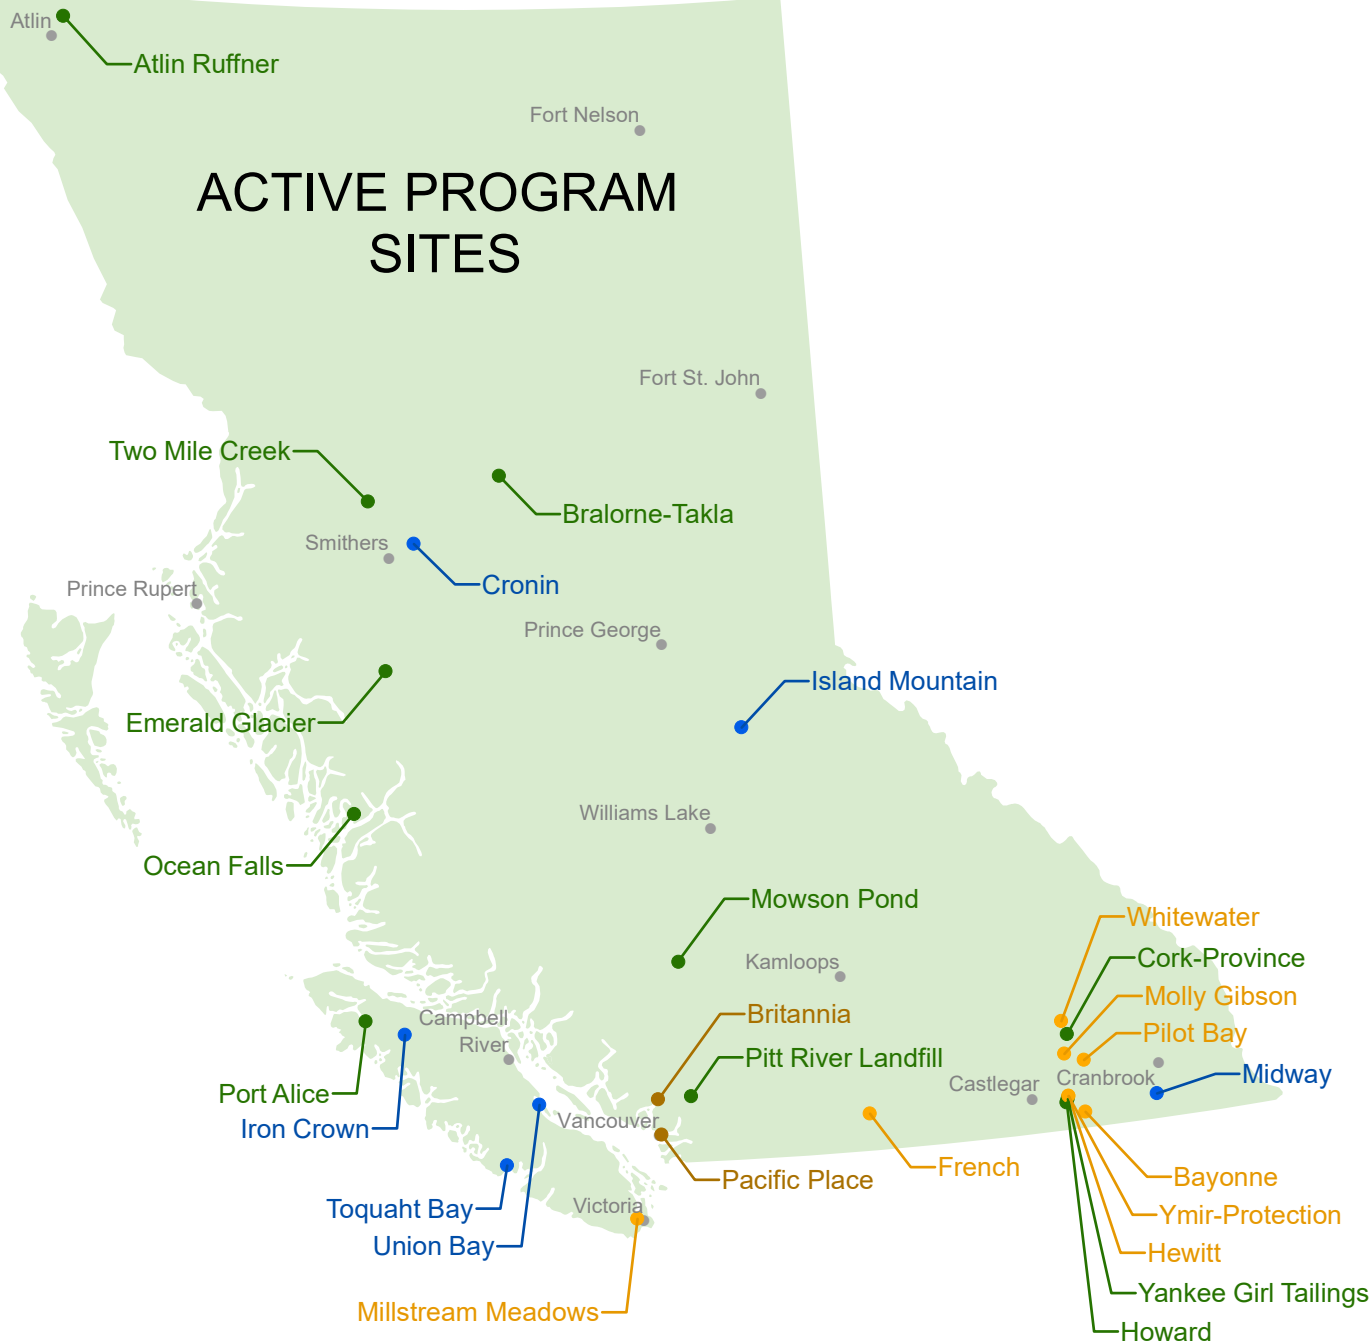 Atlin
Atlin Ruffner
Fort Nelson
ACTIVE PROGRAM
SITES
Fort St. John
Two Mile Creek
Bralorne-Takla
Smithers
Cronin
Prince Rupert
Prince George
Island Mountain
Emerald Glacier
Williams Lake
Ocean Falls
Mowson Pond
Whitewater
Cork-Province
Kamloops
Molly Gibson
Campbell
River
Britannia
Pilot Bay
Pitt River Landfill
Midway
Castlegar
Cranbrook
Port Alice
Iron Crown
Vancouver
French
Bayonne
Pacific Place
Toquaht Bay
Victoria
Ymir-Protection
Union Bay
Hewitt
Yankee Girl Tailings
Millstream Meadows
Howard